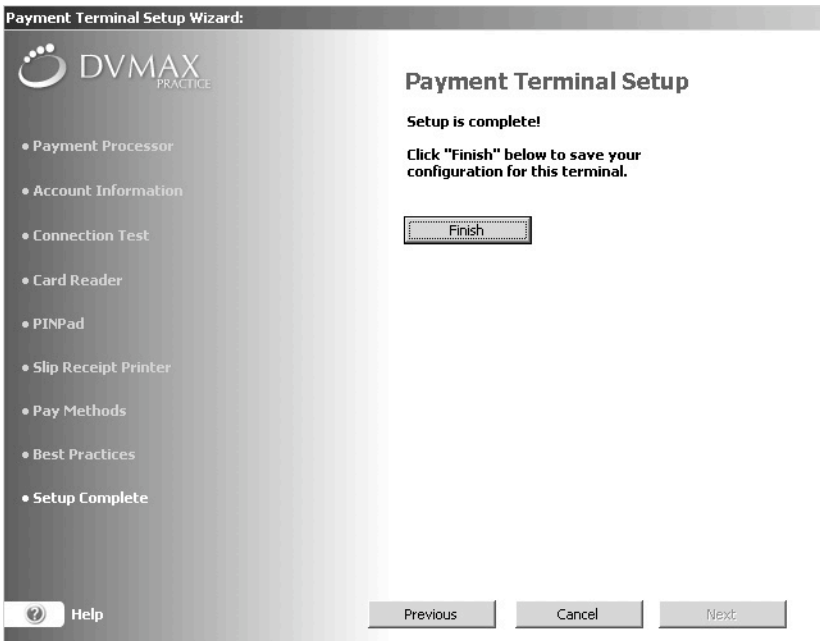 Payment Terminal Setup Wizard:
DVMAX
PRACTICE
Payment Terminal Setup
Setup is complete!
Click "Finish" below to save your
configuration for this terminal.
Finish
• Payment Processor
• Account Information
• Connection Test
• Card Reader
• PINPad
• Slip Receipt Printer
• Pay Methods
• Best Practices
• Setup Complete
? Help
Previous
Cancel
Next